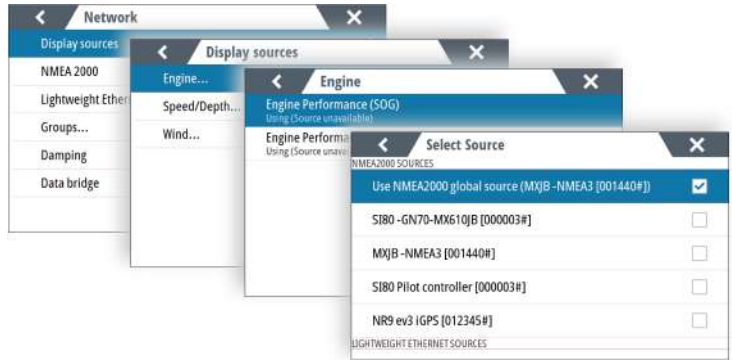 Network
Display sources
NMEA 2000
Lightweight Ether
Groups...
Damping
Data bridge
Display sources
Engine...
Speed/Depth...
Wind...
Engine
Engine Performance (SOG)
Using (Source unavailable)
Engine Performa
Using (Source unava
Select Source
NMEA2000 SOURCES
Use NMEA2000 global source (MXJB -NMEA3 [001440#])
SI80 -GN70-MX610JB [000003#]
MXJB -NMEA3 [001440#]
SI80 Pilot controller [000003#]
NR9 ev3 iGPS [012345#]
LIGHTWEIGHT ETHERNET SOURCES